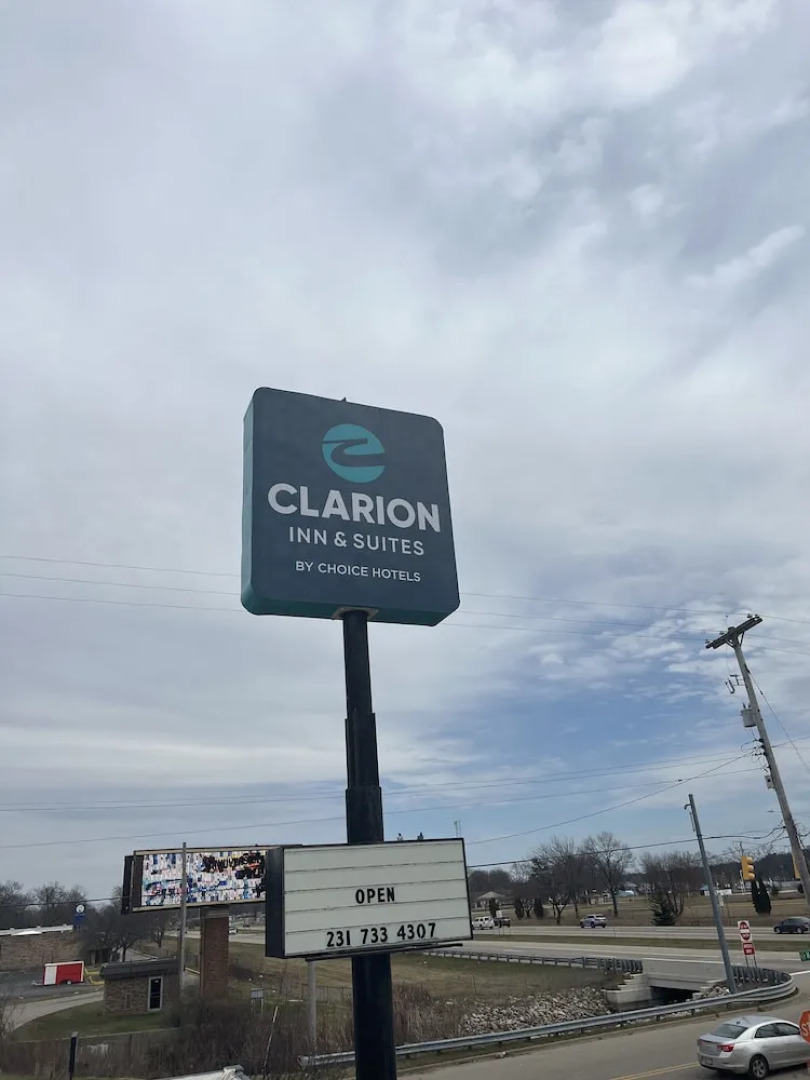 CLARION
INN & SUITES
BY CHOICE HOTELS
OPEN
231 733 4307